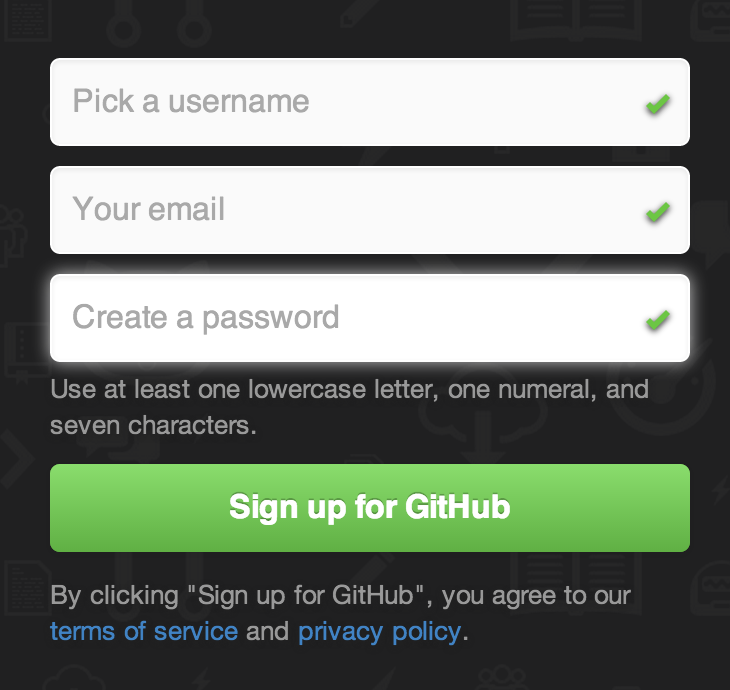 Pick a username
Your email
Create a password
Use at least one lowercase letter, one numeral, and
seven characters.
Sign up for GitHub
By clicking "Sign up for GitHub", you agree to our
terms of service and privacy policy.